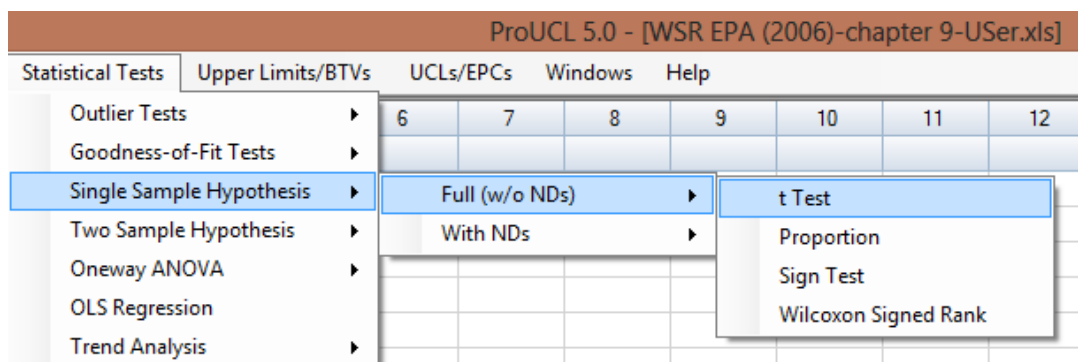 ProUCL 5.0 - [WSR EPA (2006)-chapter 9-USer.xls]
Statistical Tests Upper Limits/BTVs UCLs/EPCs Windows Help
Outlier Tests 6 7 8 9 10 11 12
Goodness-of-Fit Tests
Single Sample Hypothesis Full (w/o NDs) t Test
Two Sample Hypothesis With NDs Proportion
Oneway ANOVA Sign Test
OLS Regression Wilcoxon Signed Rank
Trend Analysis